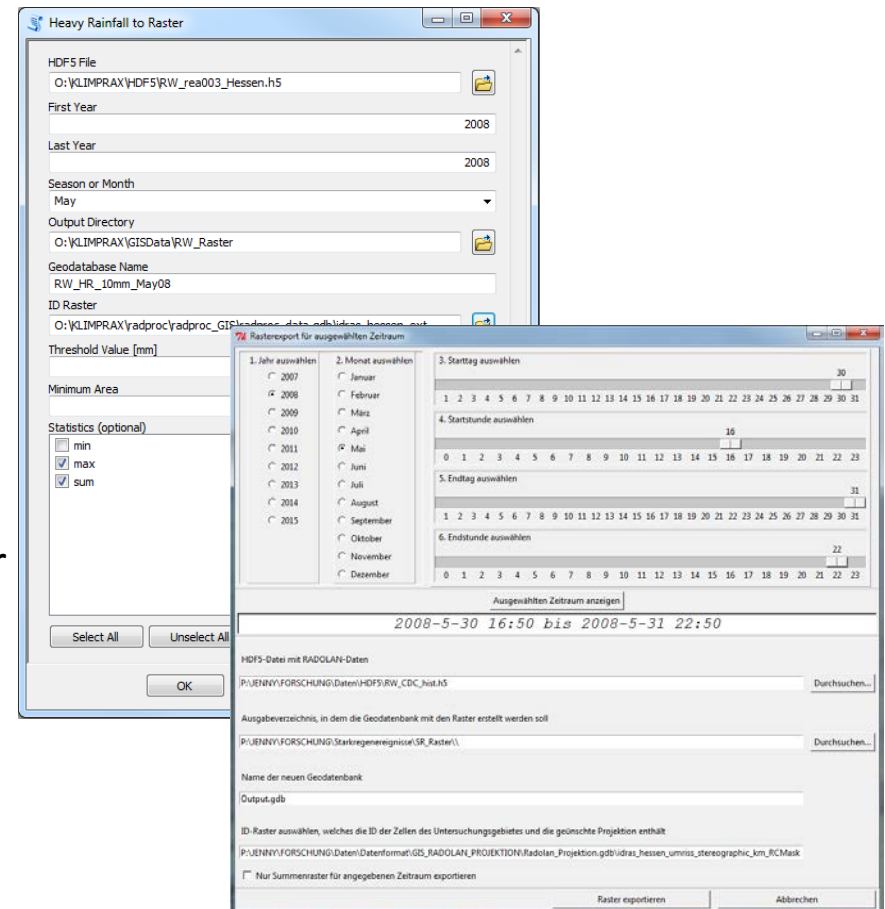 Heavy Rainfall to Raster
HDF5 File
O:\KLIMPRAX\HDF5\RW_rea003_Hessen.h5
First Year
2008
Last Year
2008
Season or Month
May
Output Directory
O:\KLIMPRAX\GISData\RW_Raster
Geodatabase Name
RW_HR_10mm_May08
ID Raster
O:\KLIMPRAX\radproc\radproc_GIS\radproc_data.gdb\idras_hessen_ext
Threshold Value [mm]
Minimum Area
Statistics (optional)
min
max
sum
Select All Unselect All
OK
r
Rasterexport für ausgewählten Zeitraum
1. Jahr auswählen
2007
2008
2009
2010
2011
2012
2013
2014
2015
2. Monat auswählen
Januar
Februar
März
April
Mai
Juni
Juli
August
September
Oktober
November
Dezember
3. Starttag auswählen
30
1 2 3 4 5 6 7 8 9 10 11 12 13 14 15 16 17 18 19 20 21 22 23 24 25 26 27 28 29 30 31
4. Startstunde auswählen
16
0 1 2 3 4 5 6 7 8 9 10 11 12 13 14 15 16 17 18 19 20 21 22 23
5. Endtag auswählen
31
1 2 3 4 5 6 7 8 9 10 11 12 13 14 15 16 17 18 19 20 21 22 23 24 25 26 27 28 29 30 31
6. Endstunde auswählen
22
0 1 2 3 4 5 6 7 8 9 10 11 12 13 14 15 16 17 18 19 20 21 22 23
Ausgewählten Zeitraum anzeigen
2008-5-30 16:50 bis 2008-5-31 22:50
HDF5-Datei mit RADOLAN-Daten
P:\JENNY\FORSCHUNG\Daten\HDF5\RW_CDC_hist.h5 Durchsuchen...
Ausgabeverzeichnis, in dem die Geodatenbank mit den Raster erstellt werden soll
P:\JENNY\FORSCHUNG\Starkregenereignisse\SR_Raster\\ Durchsuchen...
Name der neuen Geodatenbank
Output.gdb
ID-Raster auswählen, welches die ID der Zellen des Untersuchungsgebietes und die geünschte Projektion enthält
P:\JENNY\FORSCHUNG\Daten\Datenformat\GIS_RADOLAN_PROJEKTION\Radolan_Projektion.gdb\idras_hessen_umriss_stereographic_km_RCMask
Nur Summenraster für angegebenen Zeitraum exportieren
Raster exportieren Abbrechen